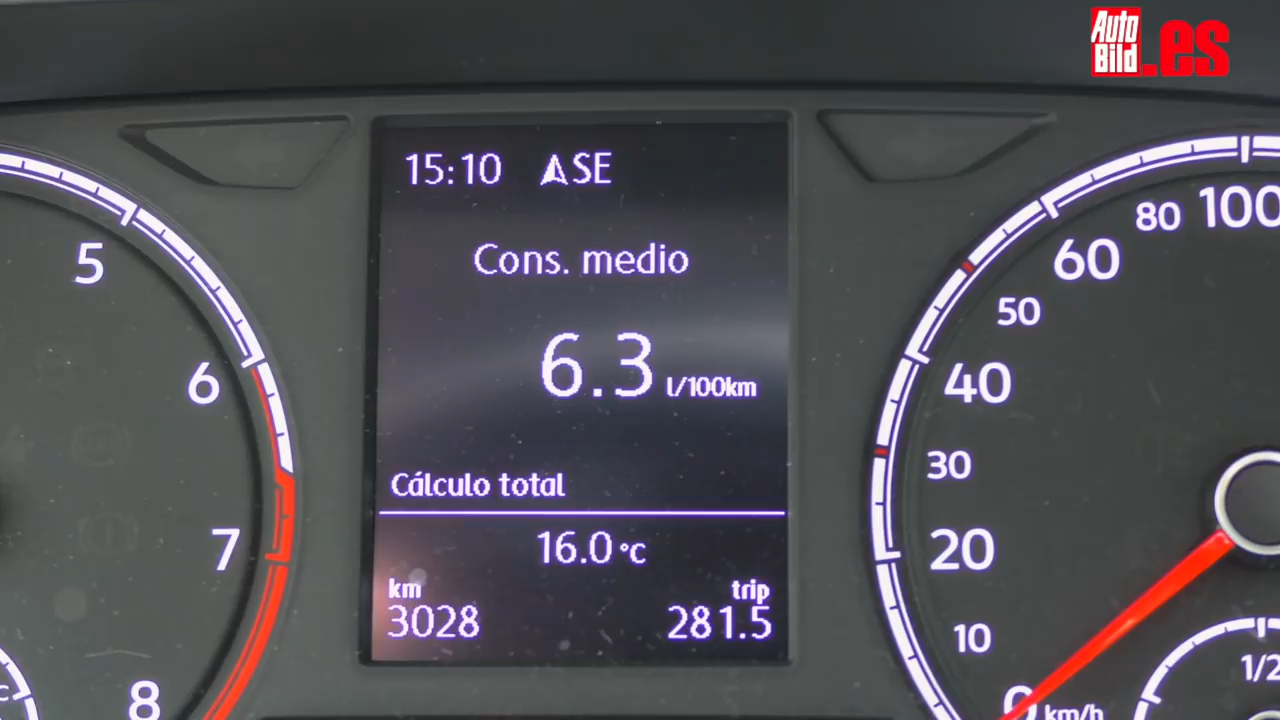 Auto
Bild.es
15:10 ASE
Cons. medio
6.3 l/100km
Cálculo total
16.0 °C
km trip
3028 281.5
5
6
7
8
100
80
60
50
40
30
20
10
0 km/h
1/2